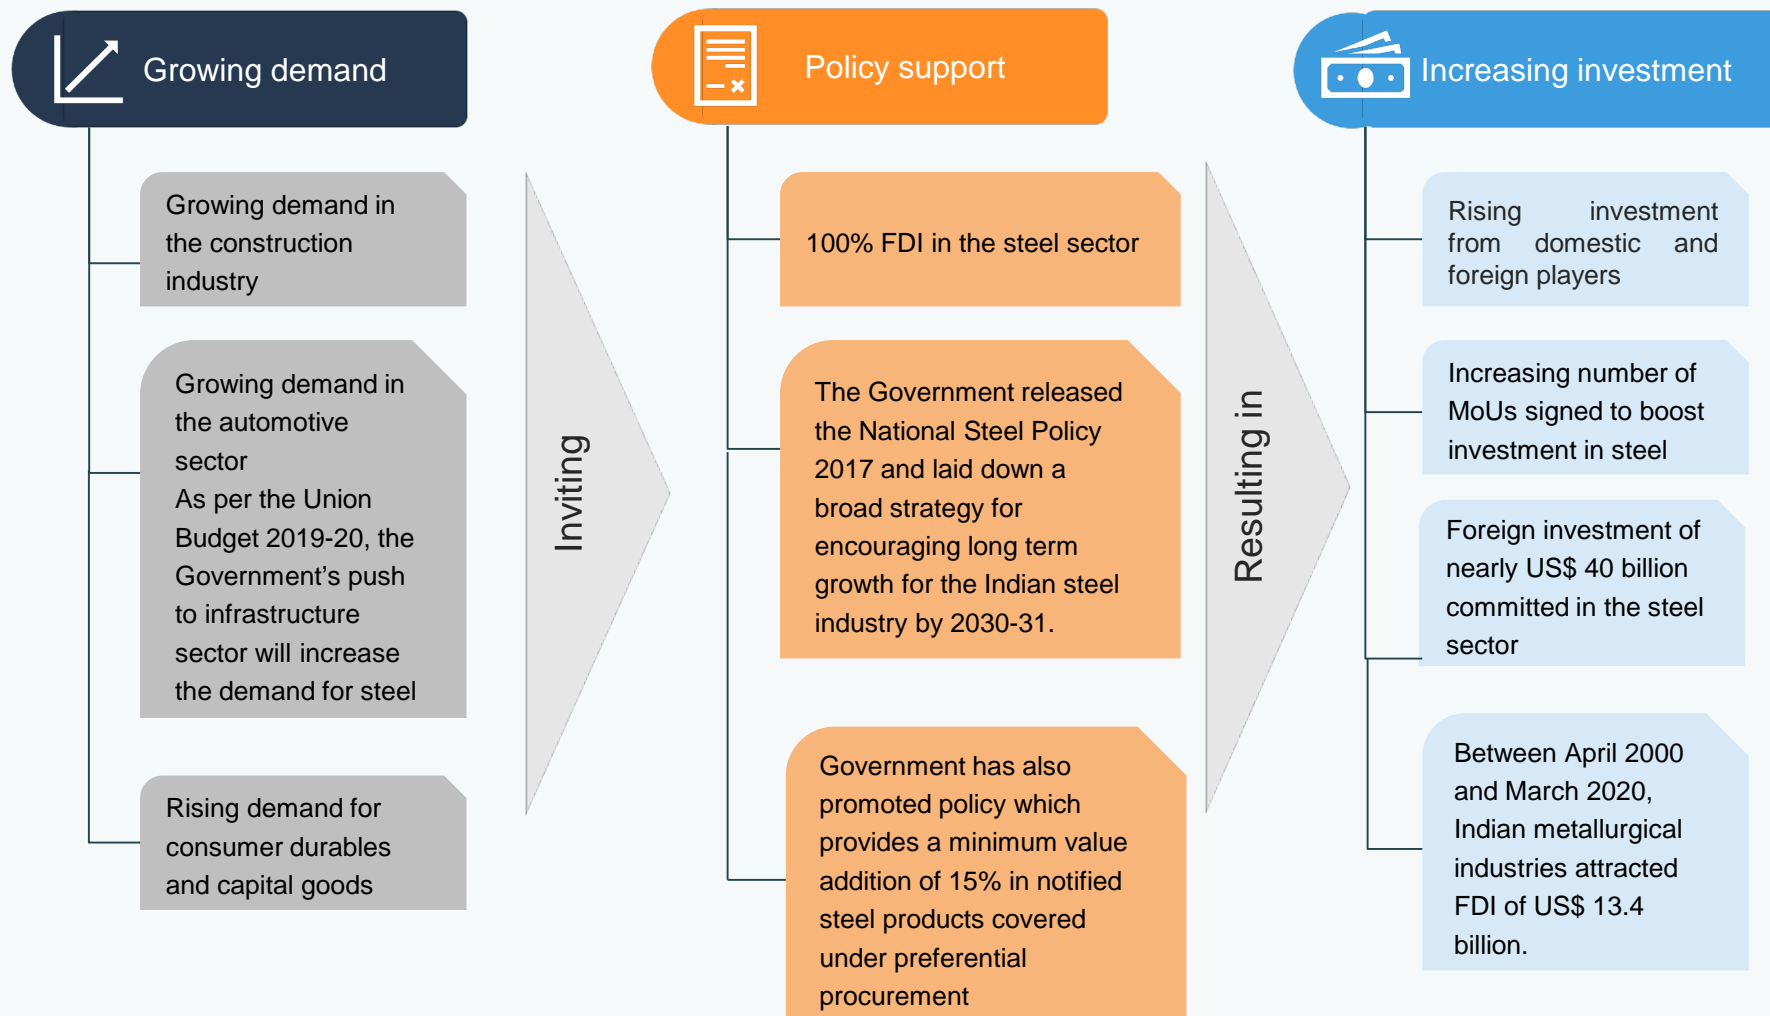 Growing demand
Growing demand in
the construction
industry
Growing demand in
the automotive
sector
As per the Union
Budget 2019-20, the
Government’s push
to infrastructure
sector will increase
the demand for steel
Rising demand for
consumer durables
and capital goods
Inviting
Policy support
100% FDI in the steel sector
The Government released
the National Steel Policy
2017 and laid down a
broad strategy for
encouraging long term
growth for the Indian steel
industry by 2030-31.
Government has also
promoted policy which
provides a minimum value
addition of 15% in notified
steel products covered
under preferential
procurement
Resulting in
Increasing investment
Rising investment
from domestic and
foreign players
Increasing number of
MoUs signed to boost
investment in steel
Foreign investment of
nearly US$ 40 billion
committed in the steel
sector
Between April 2000
and March 2020,
Indian metallurgical
industries attracted
FDI of US$ 13.4
billion.